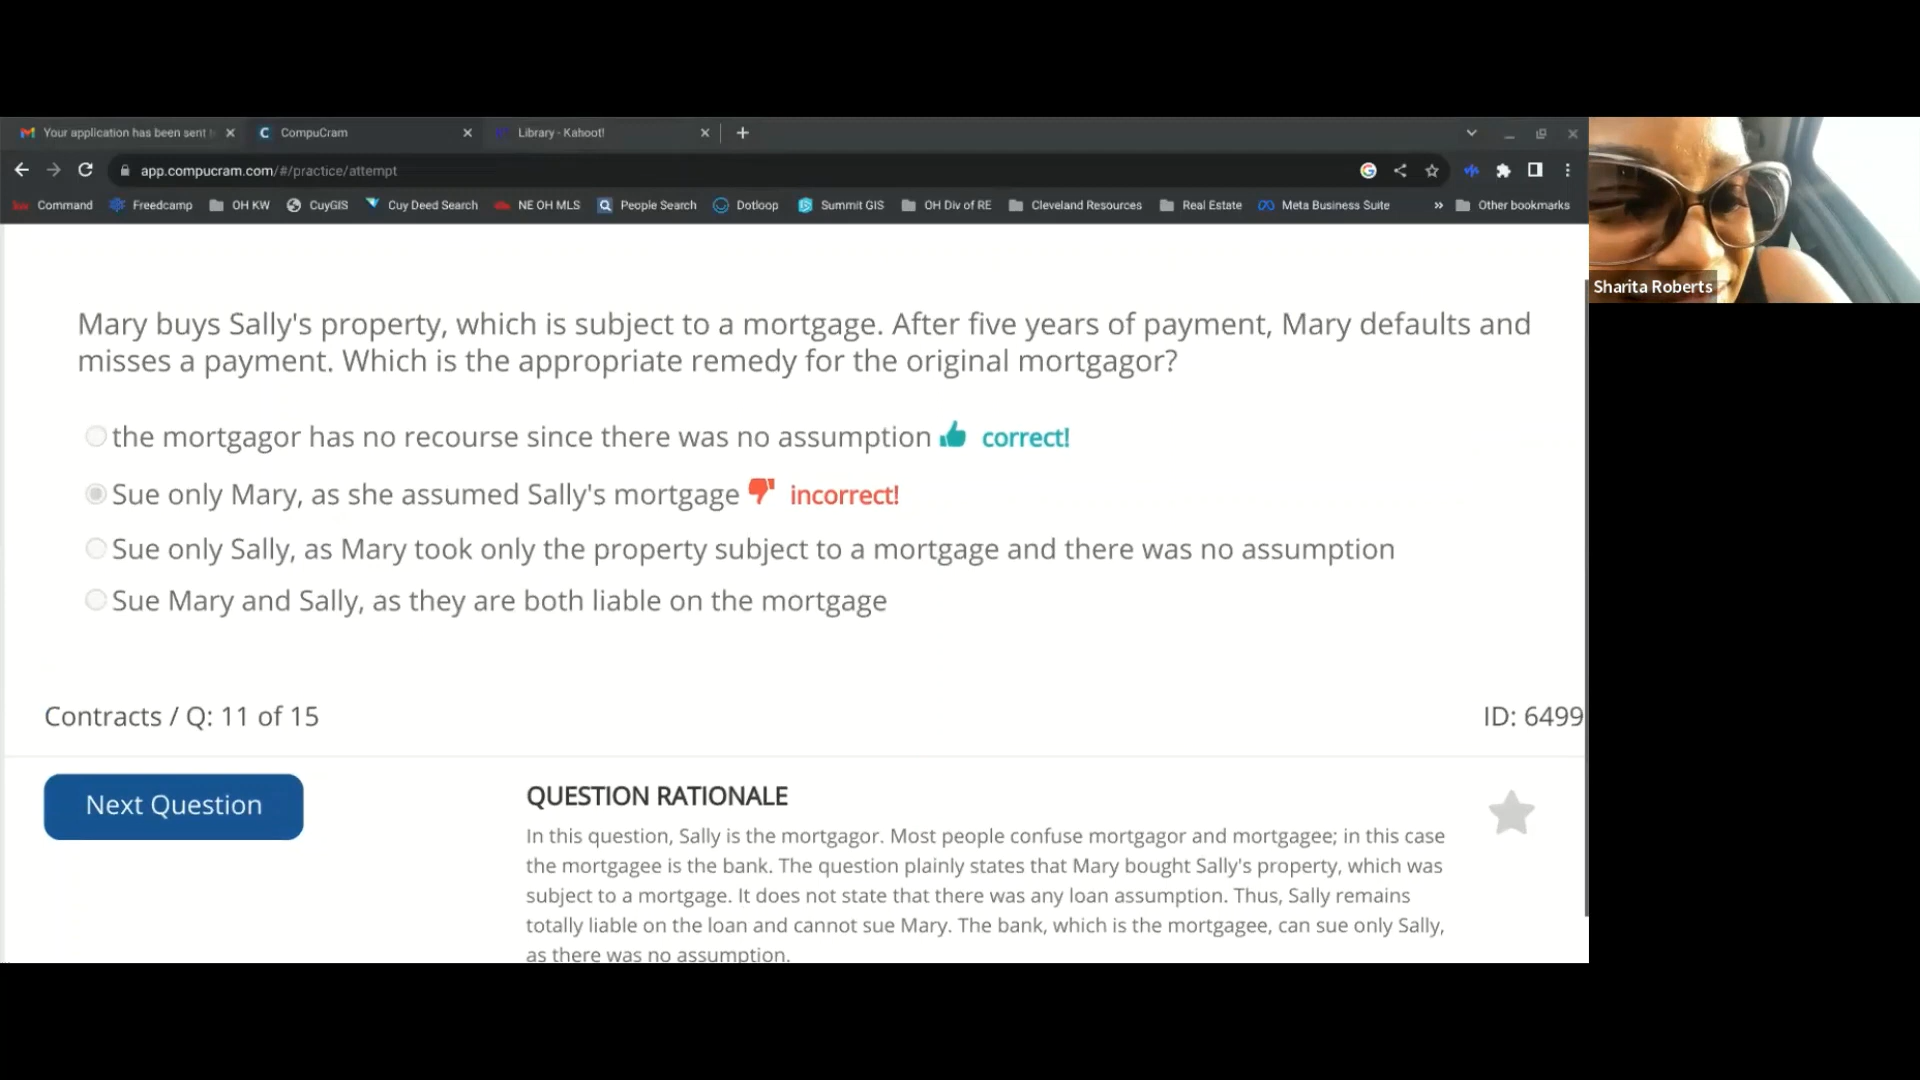 Your application has been sent
CompuCram
Library - Kahoot!
app.compucram.com/#/practice/attempt
Command Freedcamp OH KW CuyGIS Cuy Deed Search NE OH MLS People Search Dotloop Summit GIS OH Div of RE Cleveland Resources Real Estate Meta Business Suite » Other bookmarks
Sharita Roberts
Mary buys Sally's property, which is subject to a mortgage. After five years of payment, Mary defaults and
misses a payment. Which is the appropriate remedy for the original mortgagor?
the mortgagor has no recourse since there was no assumption correct!
Sue only Mary, as she assumed Sally's mortgage incorrect!
Sue only Sally, as Mary took only the property subject to a mortgage and there was no assumption
Sue Mary and Sally, as they are both liable on the mortgage
Contracts / Q: 11 of 15
ID: 6499
Next Question
QUESTION RATIONALE
In this question, Sally is the mortgagor. Most people confuse mortgagor and mortgagee; in this case
the mortgagee is the bank. The question plainly states that Mary bought Sally's property, which was
subject to a mortgage. It does not state that there was any loan assumption. Thus, Sally remains
totally liable on the loan and cannot sue Mary. The bank, which is the mortgagee, can sue only Sally,
as there was no assumption.